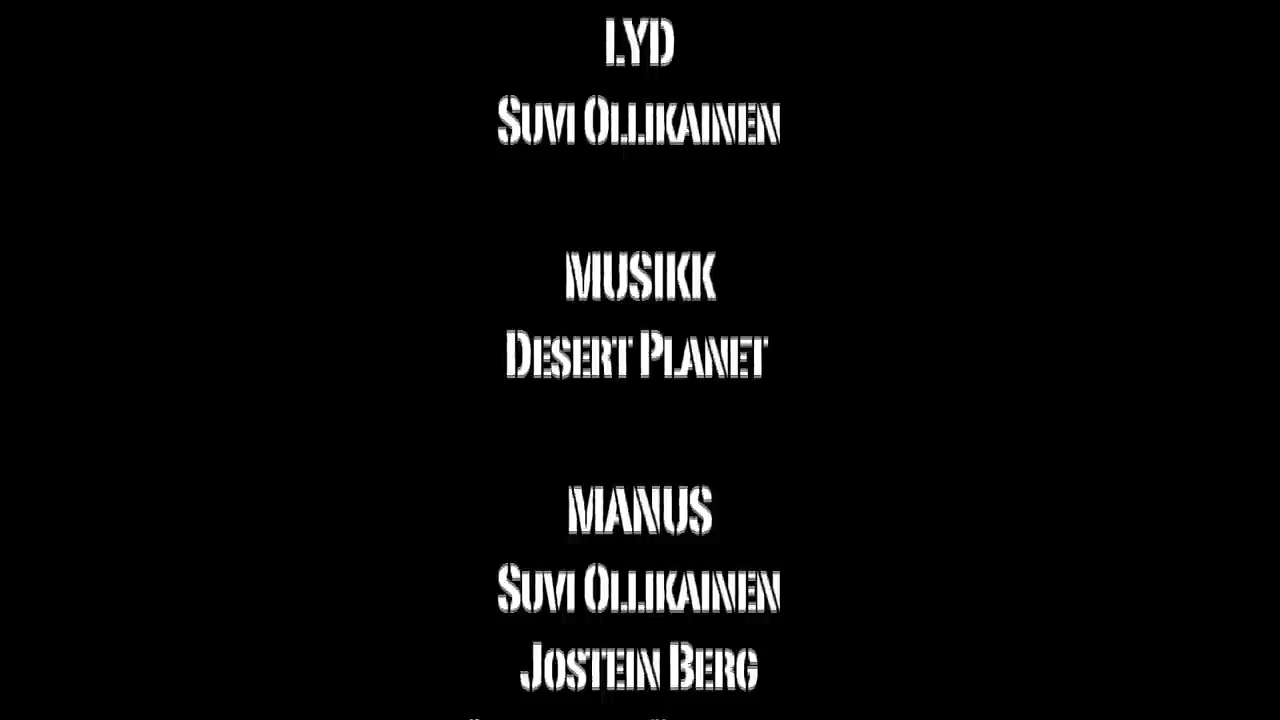 LYD
SUVI OLLIKAINEN
MUSIKK
DESERT PLANET
MANUS
SUVI OLLIKAINEN
JOSTEIN BERG